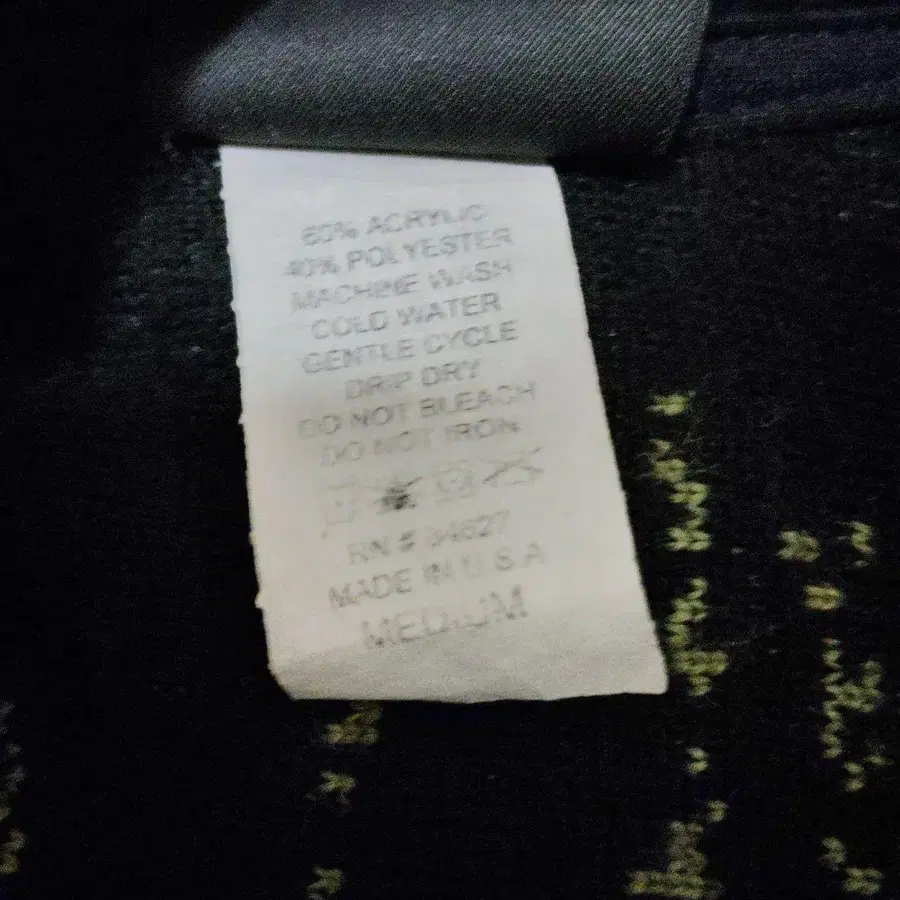 60% ACRYLIC
40% POLYESTER
MACHINE WASH
COLD WATER
GENTLE CYCLE
DRIP DRY
DO NOT BLEACH
DO NOT IRON
RN #
MADE IN U.S.A
MEDIUM